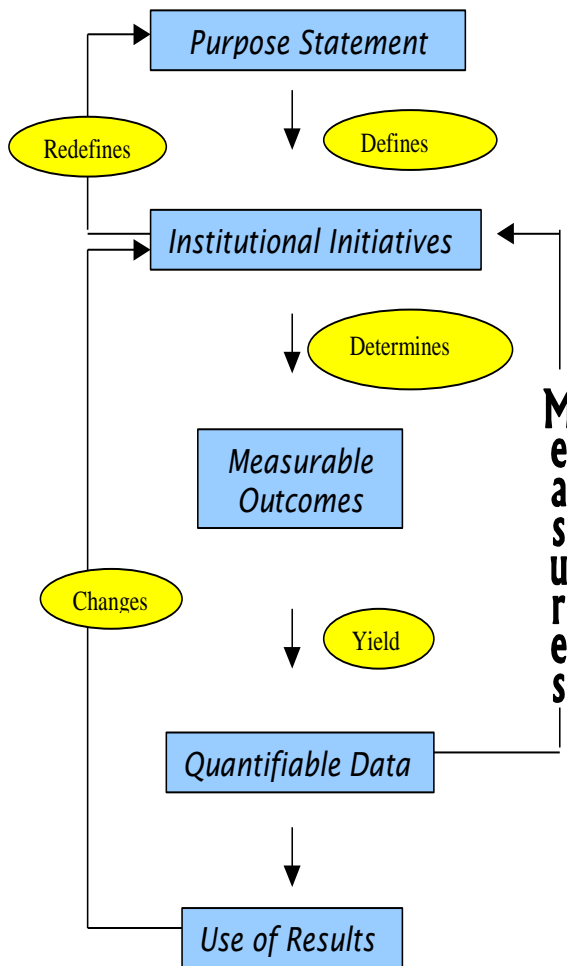 Purpose Statement
Redefines
Defines
Institutional Initiatives
Determines
Measurable
Outcomes
Measures
Changes
Yield
Quantifiable Data
Use of Results